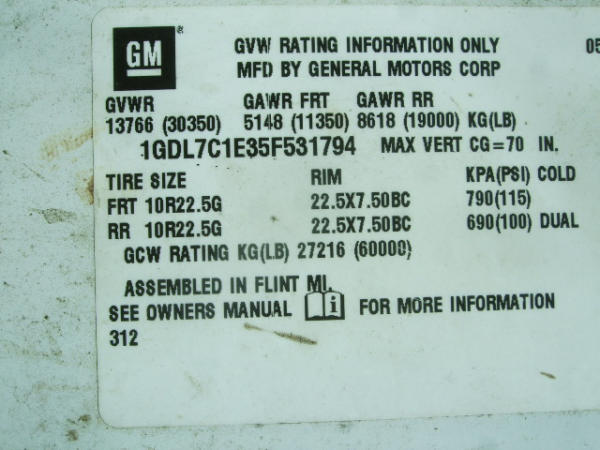 GM ®
GVW RATING INFORMATION ONLY 05
MFD BY GENERAL MOTORS CORP
GVWR GAWR FRT GAWR RR
13766 (30350) 5148 (11350) 8618 (19000) KG(LB)
1GDL7C1E35F531794 MAX VERT CG=70 IN.
TIRE SIZE RIM KPA(PSI) COLD
FRT 10R22.5G 22.5X7.50BC 790(115)
RR 10R22.5G 22.5X7.50BC 690(100) DUAL
GCW RATING KG(LB) 27216 (60000)
ASSEMBLED IN FLINT MI.
SEE OWNERS MANUAL i FOR MORE INFORMATION
312